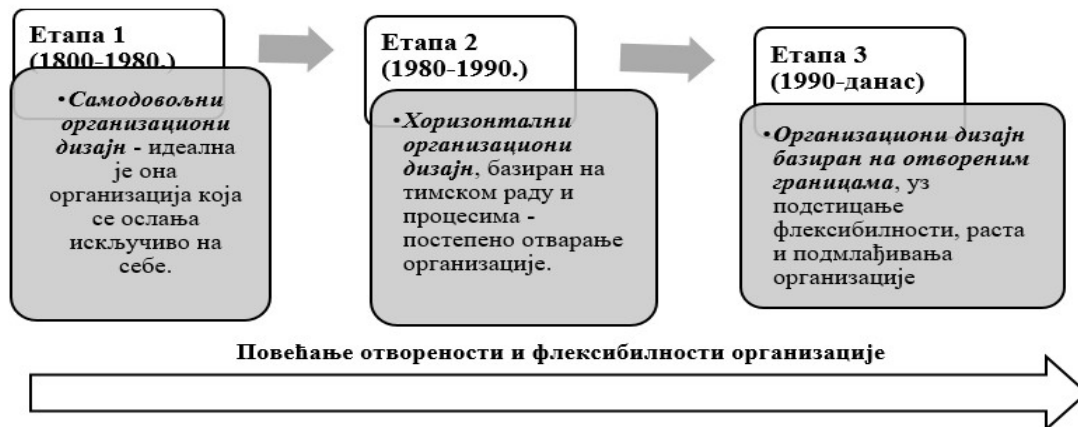 Етапа 1
(1800-1980.)
•Самодовољни
организациони
дизајн - идеална
је она
организација која
се ослања
искључиво на
себе.
Етапа 2
(1980-1990.)
•Хоризонтални
организациони
дизајн, базиран на
тимском раду и
процесима -
постепено отварање
организације.
Етапа 3
(1990-данас)
•Организациони дизајн
базиран на отвореним
границама, уз
подстицање
флексибилности, раста
и подмлађивања
организације
Повећање отворености и флексибилности организације